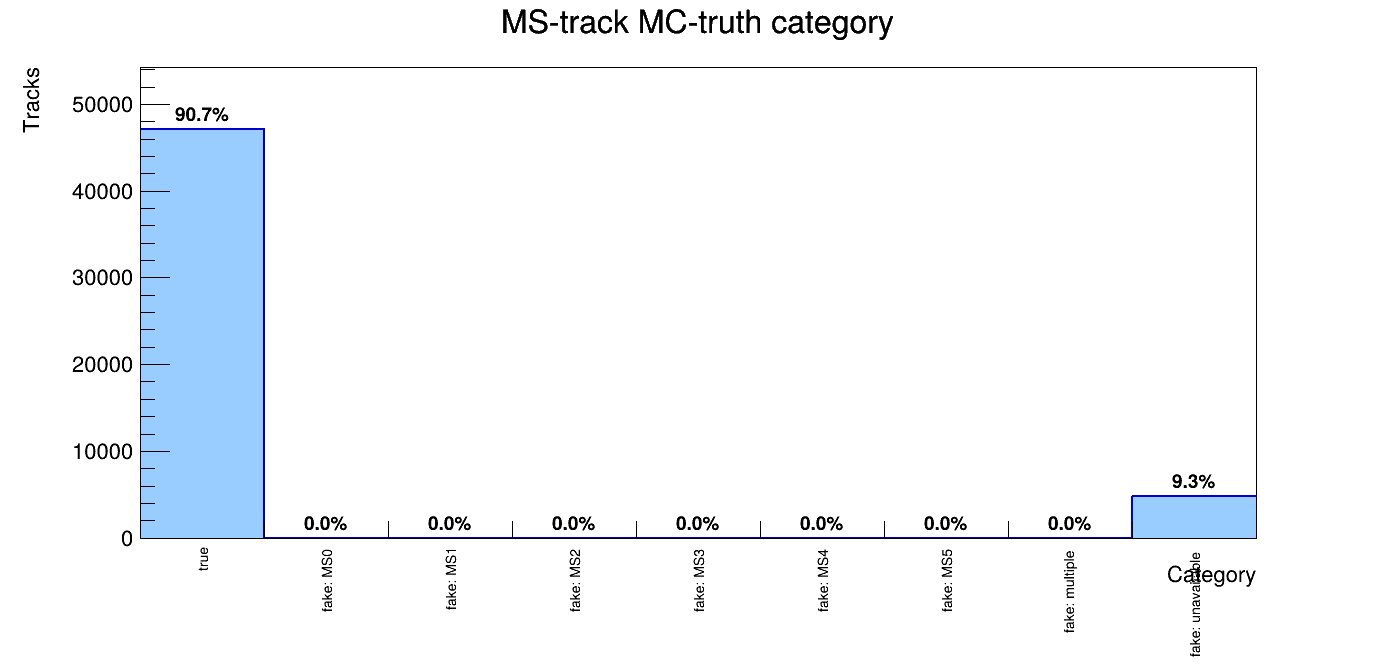 MS-track MC-truth category
Tracks
50000
40000
30000
20000
10000
0
90.7%
0.0%
0.0%
0.0%
0.0%
0.0%
0.0%
0.0%
9.3%
true
fake: MS0
fake: MS1
fake: MS2
fake: MS3
fake: MS4
fake: MS5
fake: multiple
fake: unavailable
Category